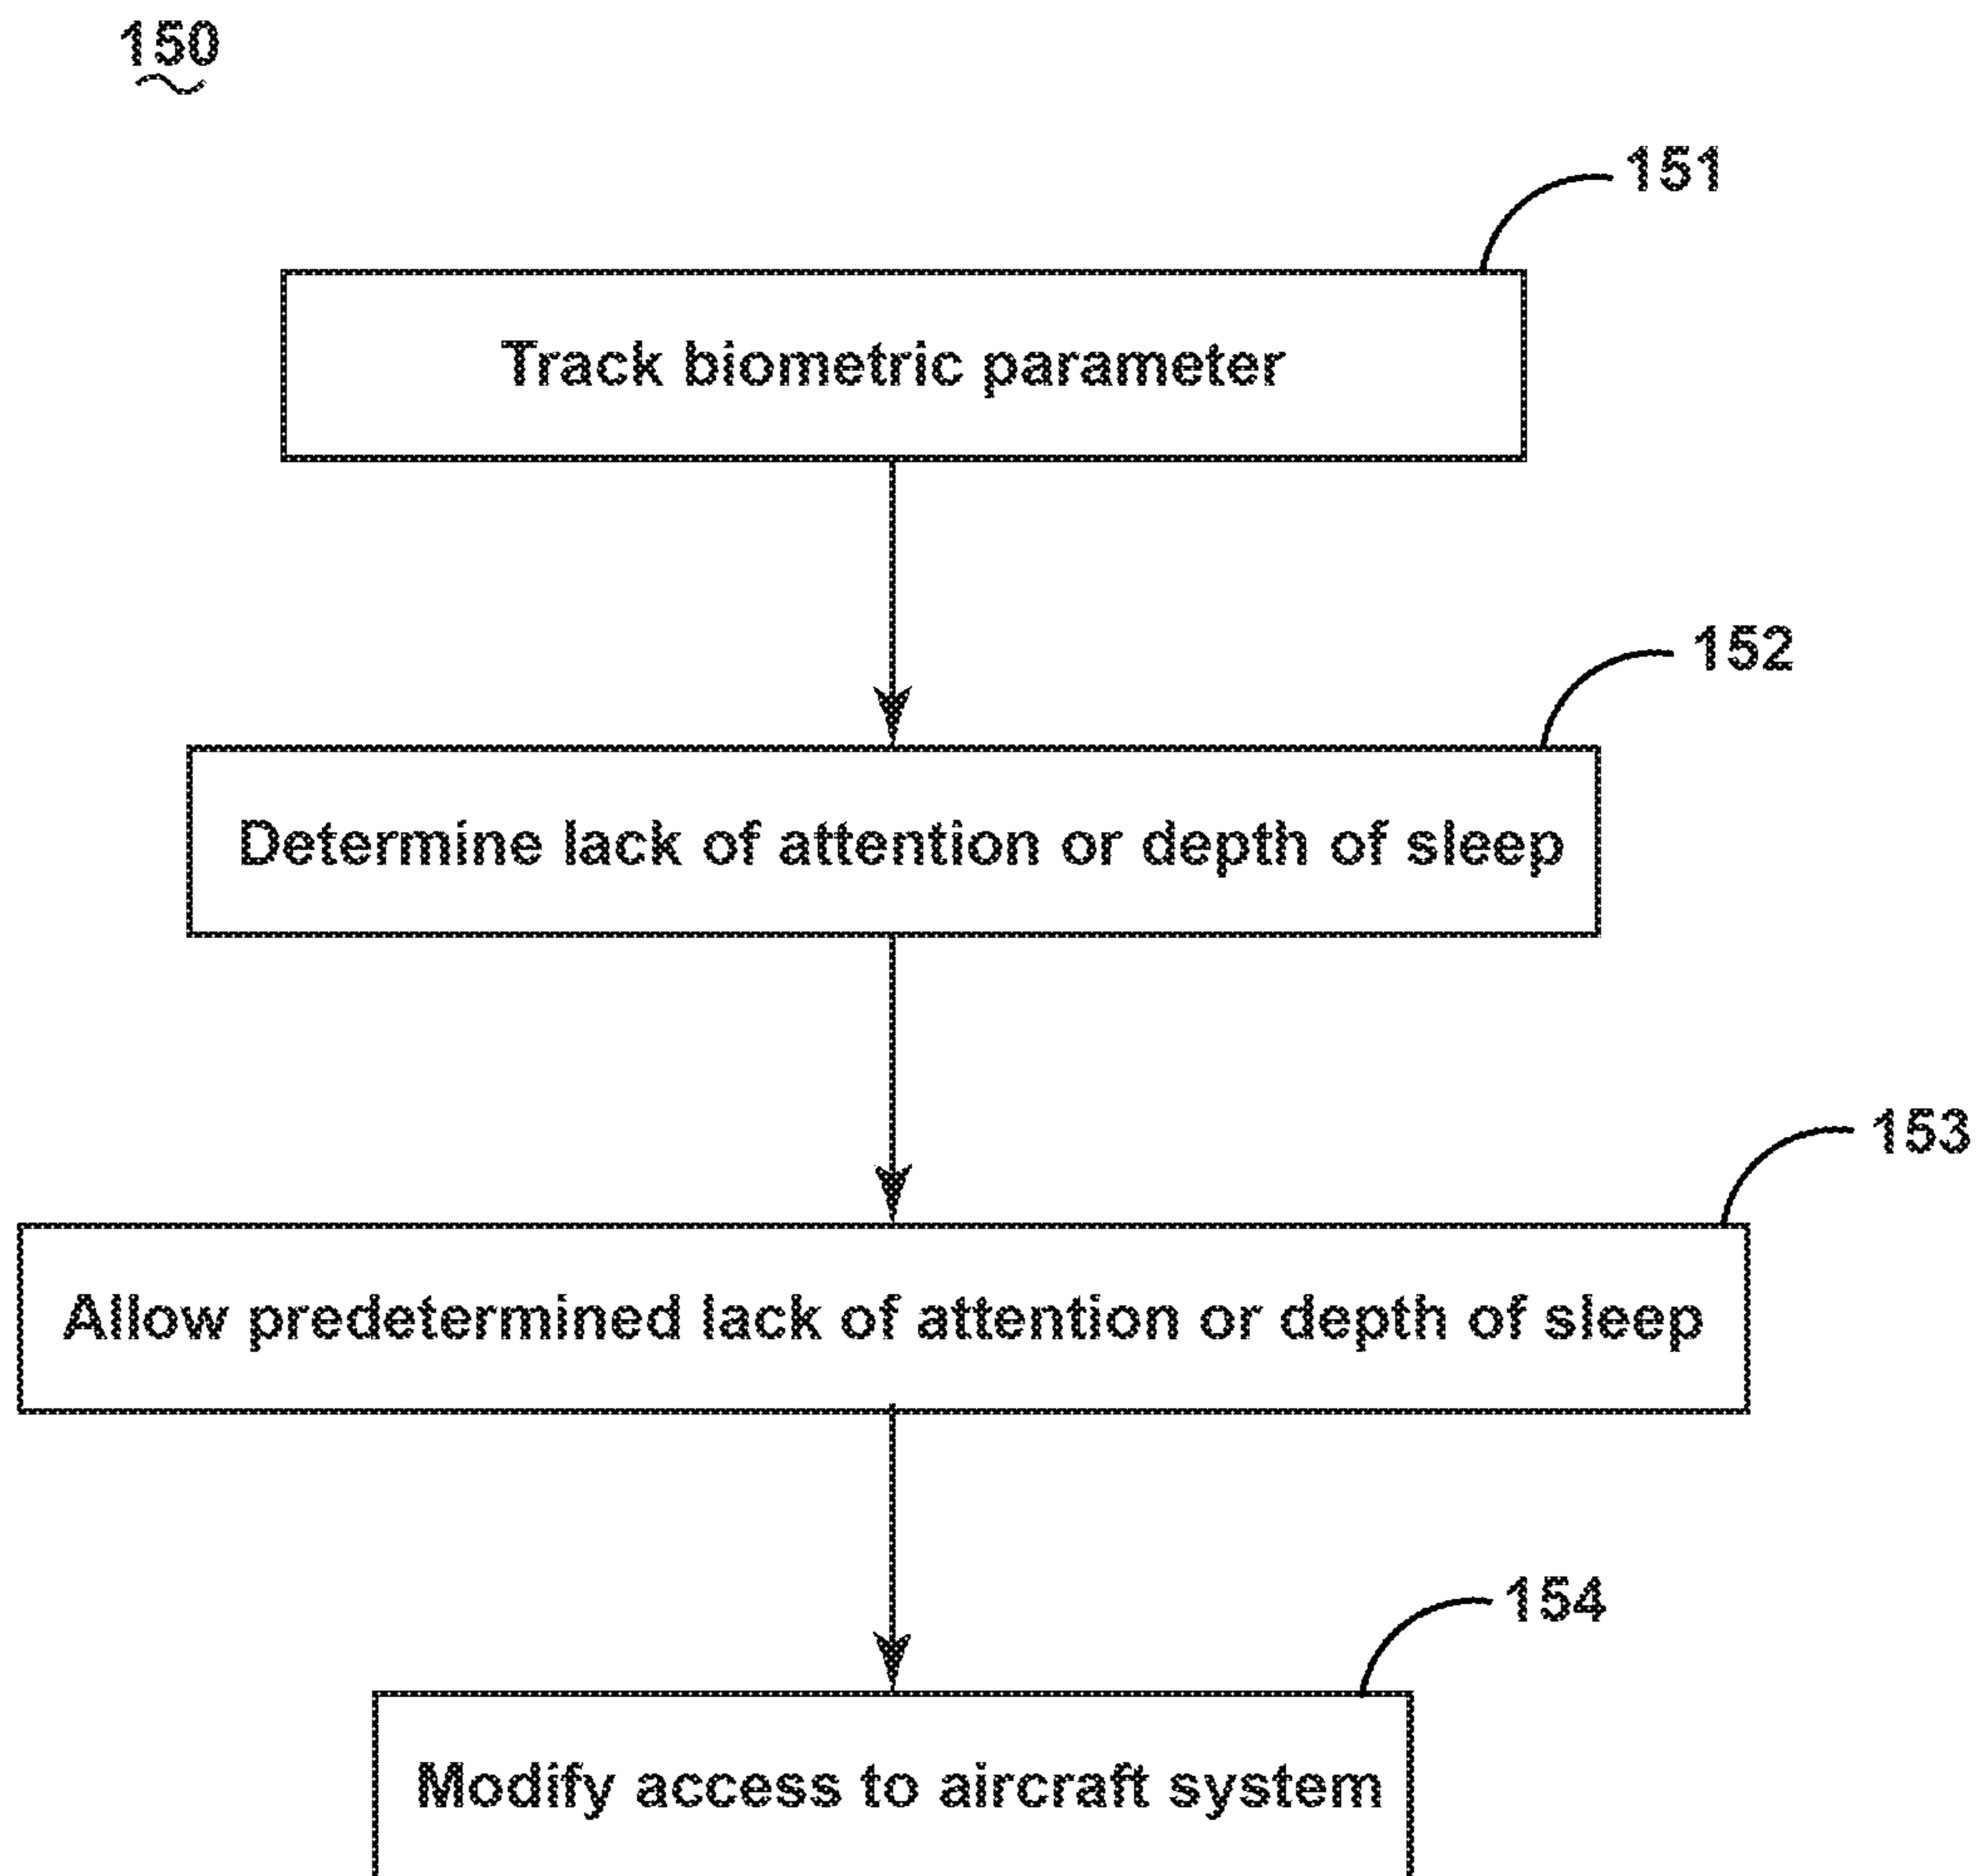 150
151
Track biometric parameter
152
Determine lack of attention or depth of sleep
153
Allow predetermined lack of attention or depth of sleep
154
Modify access to aircraft system